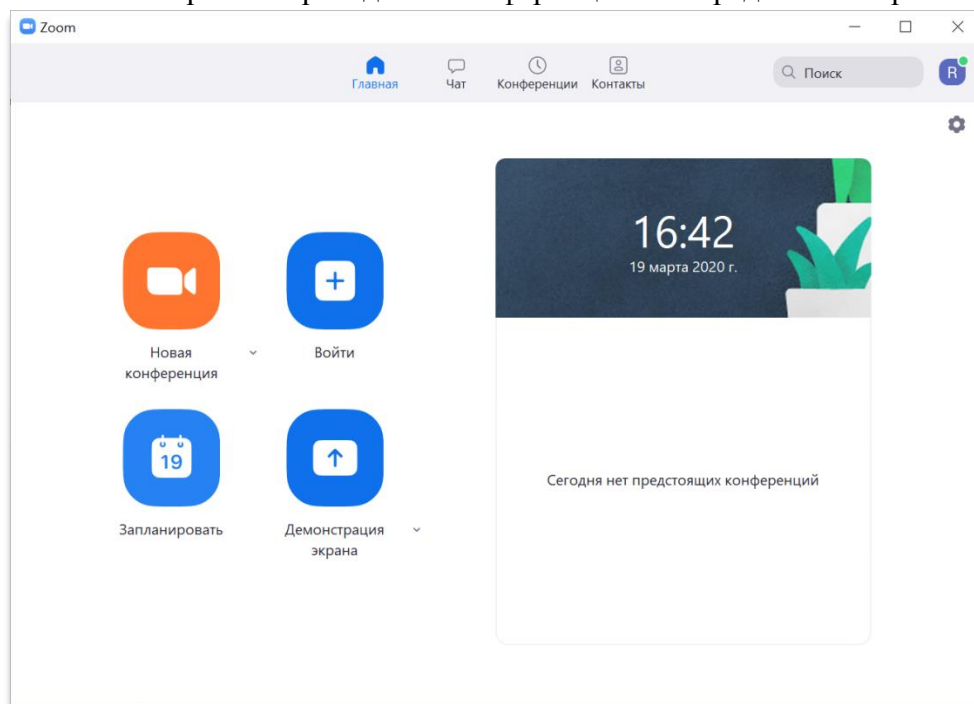 Zoom
Главная
Чат
Конференции
Контакты
Поиск
R
16:42
19 марта 2020 г.
Новая
конференция
Войти
19
Запланировать
Демонстрация
экрана
Сегодня нет предстоящих конференций